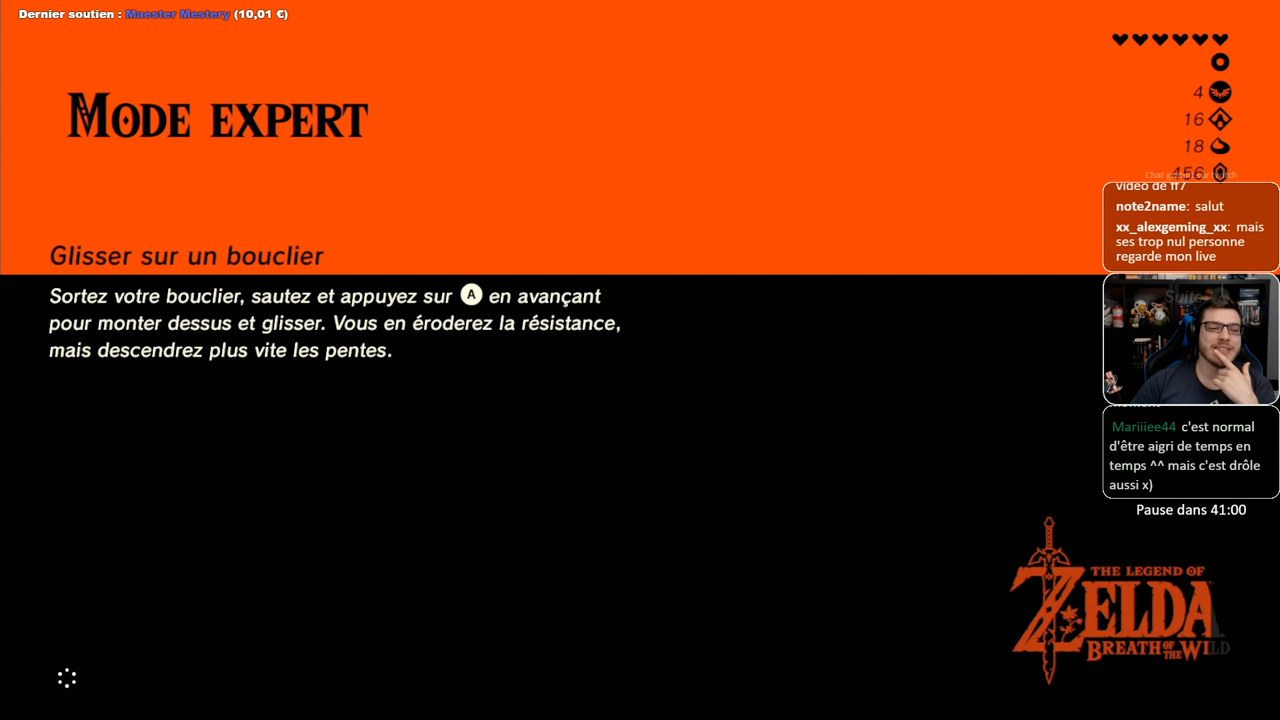 Dernier soutien : Maester Mestery (10,01 €)
MODE EXPERT
4
16
18
456
Glisser sur un bouclier
Sortez votre bouclier, sautez et appuyez sur A en avançant
pour monter dessus et glisser. Vous en éroderez la résistance,
mais descendrez plus vite les pentes.
video de ff7
note2name: salut
xx_alexgeming_xx: mais
ses trop nul personne
regarde mon live
Mariiiee44 c'est normal
d'être aigri de temps en
temps ^^ mais c'est drôle
aussi x)
Pause dans 41:00
THE LEGEND OF
ZELDA
BREATH OF THE WILD